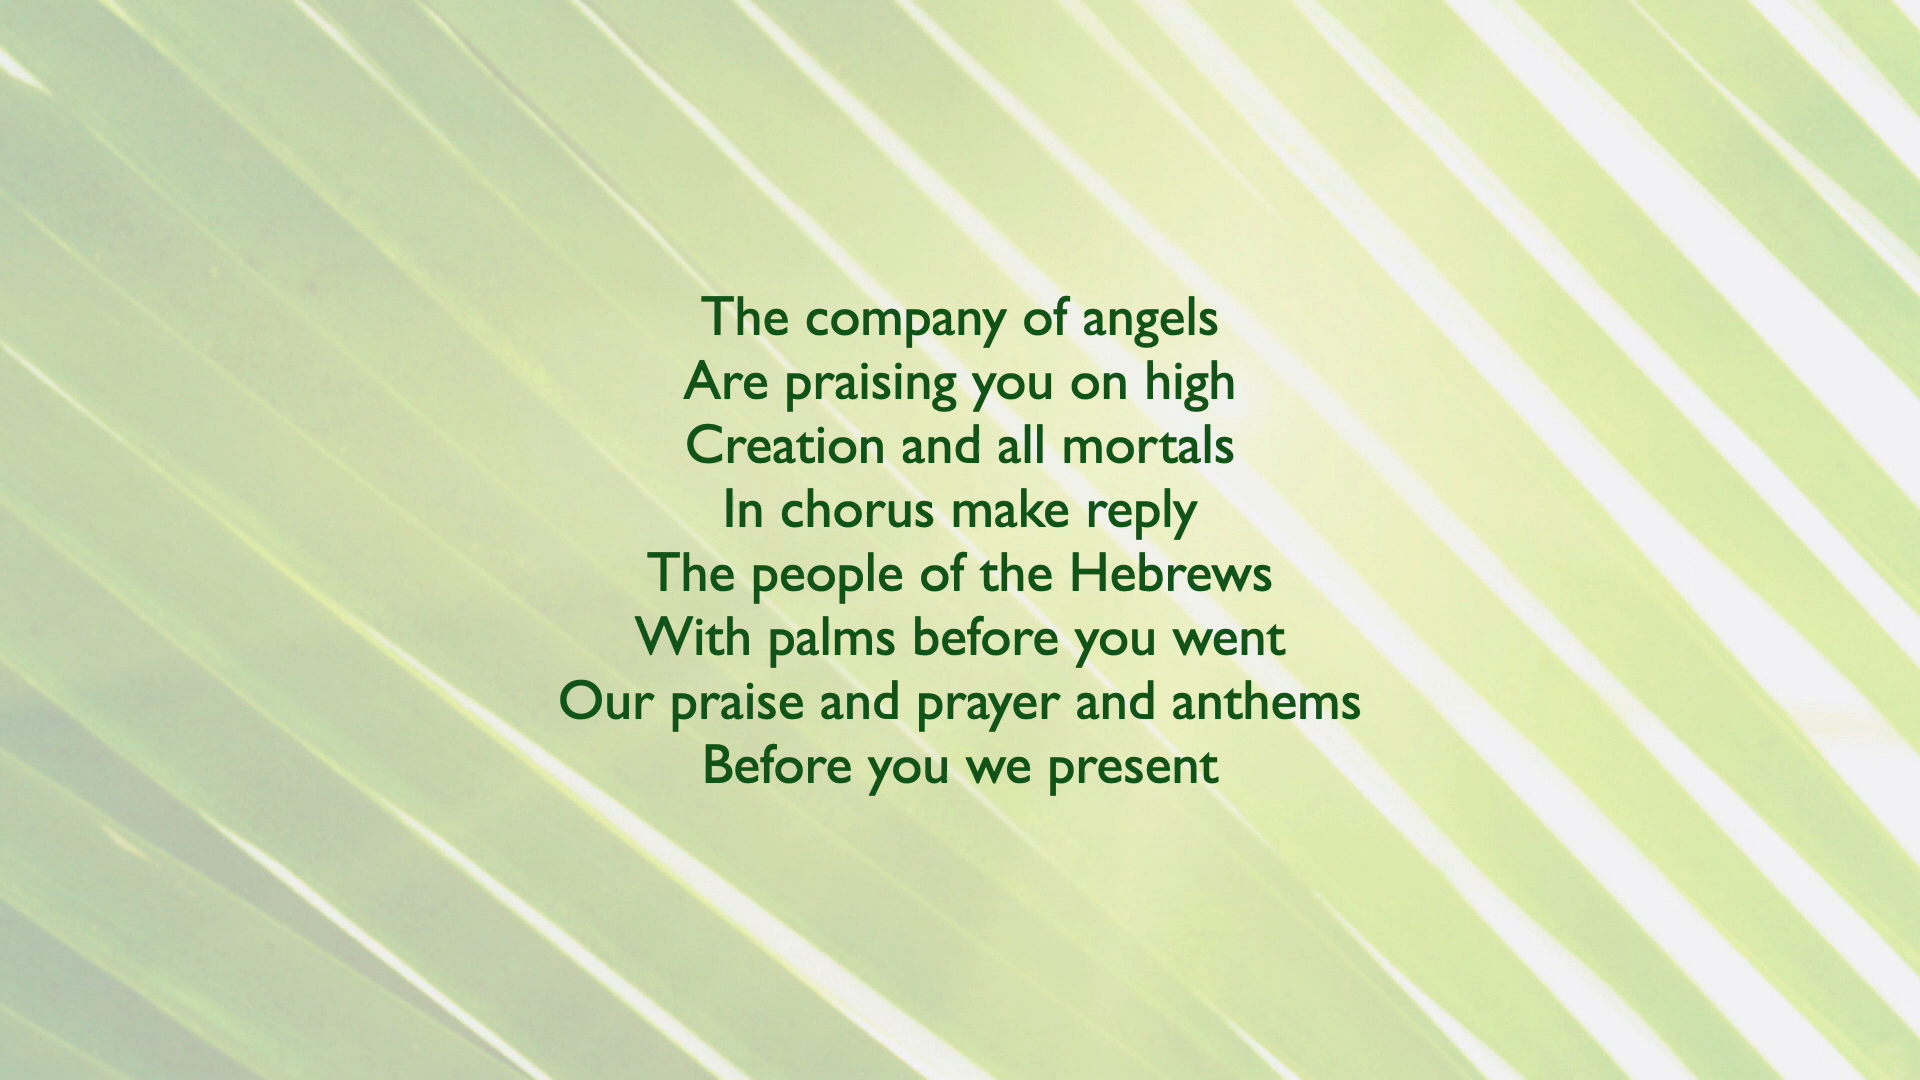 The company of angels
Are praising you on high
Creation and all mortals
In chorus make reply
The people of the Hebrews
With palms before you went
Our praise and prayer and anthems
Before you we present